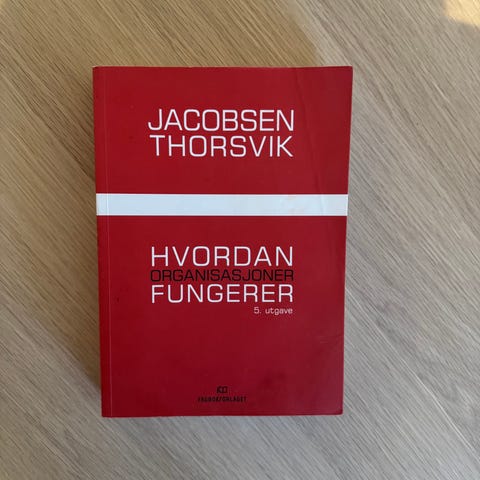 JACOBSEN
THORSVIK
HVORDAN
ORGANISASJONER
FUNGERER
5. utgave
FAGBOKFORLAGET